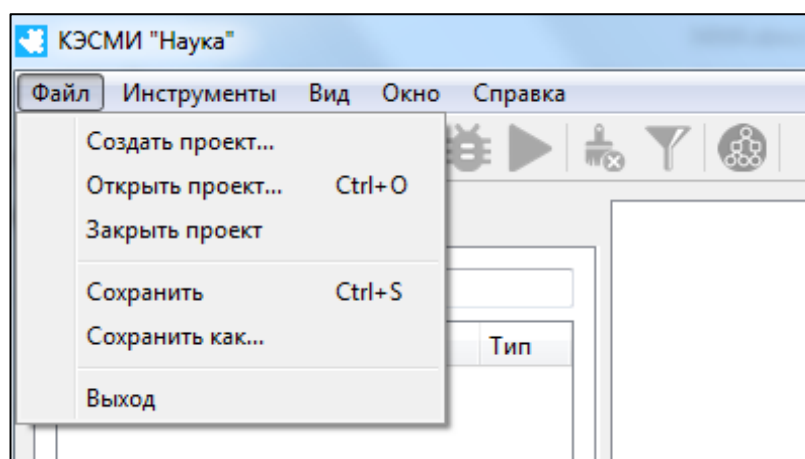 КЭСМИ "Наука"
Файл Инструменты Вид Окно Справка
Создать проект...
Открыть проект... Ctrl+O
Закрыть проект
Сохранить Ctrl+S
Сохранить как...
Тип
Выход